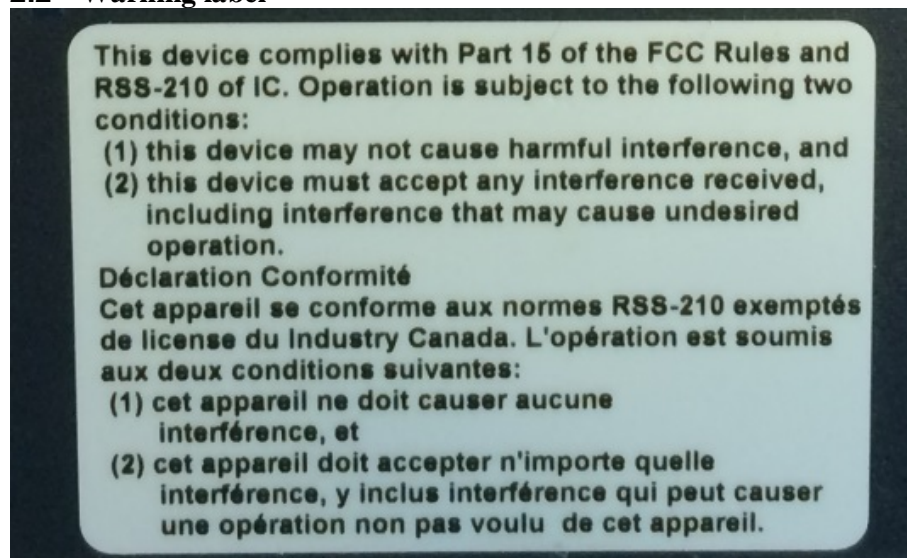 This device complies with Part 15 of the FCC Rules and
RSS-210 of IC. Operation is subject to the following two
conditions:
(1) this device may not cause harmful interference, and
(2) this device must accept any interference received,
including interference that may cause undesired
operation.
Déclaration Conformité
Cet appareil se conforme aux normes RSS-210 exemptés
de license du Industry Canada. L'opération est soumis
aux deux conditions suivantes:
(1) cet appareil ne doit causer aucune
interférence, et
(2) cet appareil doit accepter n'importe quelle
interférence, y inclus interférence qui peut causer
une opération non pas voulu de cet appareil.